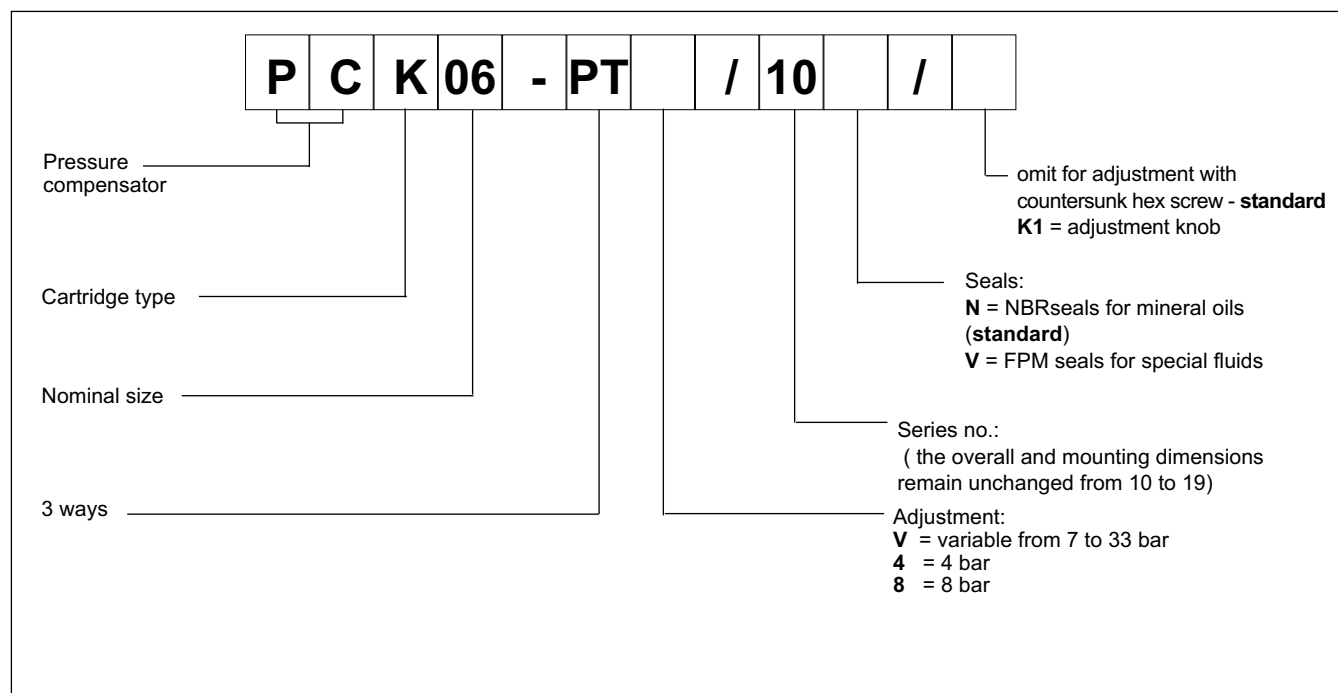 P C K 06 - PT / 10 /
Pressure
compensator
Cartridge type
Nominal size
3 ways
omit for adjustment with
countersunk hex screw - standard
K1 = adjustment knob
Seals:
N = NBRseals for mineral oils
(standard)
V = FPM seals for special fluids
Series no.:
( the overall and mounting dimensions
remain unchanged from 10 to 19)
Adjustment:
V = variable from 7 to 33 bar
4 = 4 bar
8 = 8 bar